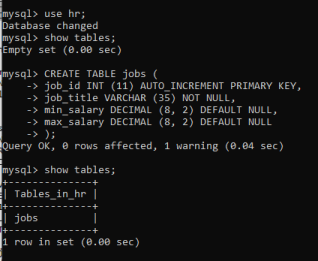 mysql> use hr;
Database changed
mysql> show tables;
Empty set (0.00 sec)
mysql> CREATE TABLE jobs (
    -> job_id INT (11) AUTO_INCREMENT PRIMARY KEY,
    -> job_title VARCHAR (35) NOT NULL,
    -> min_salary DECIMAL (8, 2) DEFAULT NULL,
    -> max_salary DECIMAL (8, 2) DEFAULT NULL
    -> );
Query OK, 0 rows affected, 1 warning (0.04 sec)
mysql> show tables;
+--------------+
| Tables_in_hr |
+--------------+
| jobs         |
+--------------+
1 row in set (0.00 sec)